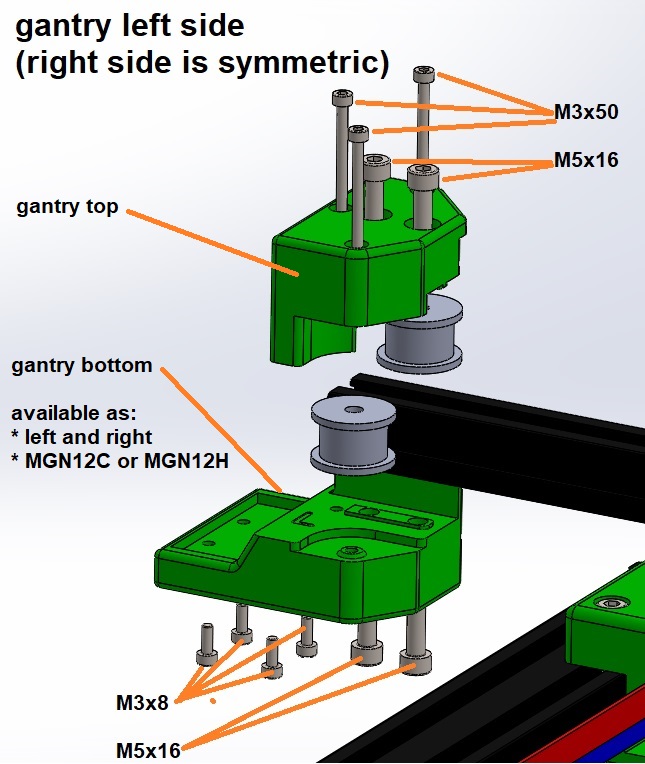 gantry left side
(right side is symmetric)
M3x50
M5x16
gantry top
gantry bottom
available as:
* left and right
* MGN12C or MGN12H
L
M3x8
M5x16